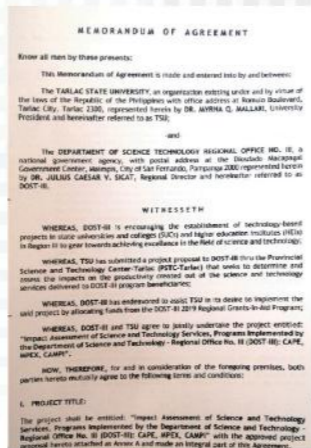 MEMORANDUM OF AGREEMENT
Know all men by these presents:
This Memorandum of Agreement is made and entered into by and between:
The TARLAC STATE UNIVERSITY, an organization existing under and by virtue of
the laws of the Republic of the Philippines with office address at Romulo Boulevard,
Tarlac City, Tarlac 2300, represented herein by DR. MYRNA Q. MALLARI, University
President and hereinafter referred to as TSU;
-and-
The DEPARTMENT OF SCIENCE TECHNOLOGY REGIONAL OFFICE NO. III, a
national government agency, with postal address at the Diosdado Macapagal
Government Center, Maimpis, City of San Fernando, Pampanga 2000 represented herein
by DR. JULIUS CAESAR V. SICAT, Regional Director and hereinafter referred to as
DOST-III.
WITNESSETH
WHEREAS, DOST-III is encouraging the establishment of technology-based
projects in state universities and colleges (SUCs) and higher education institutes (HEIs)
in Region III to gear towards achieving excellence in the field of science and technology;
WHEREAS, TSU has submitted a project proposal to DOST-III thru the Provincial
Science and Technology Center-Tarlac (PSTC-Tarlac) that seeks to determine and
assess the impacts on the productivity created out of the science and technology
services delivered to DOST-III program beneficiaries;
WHEREAS, DOST-III has endeavored to assist TSU in its desire to implement the
said project by allocating funds from the DOST-III 2019 Regional Grants-In-Aid Program;
WHEREAS, DOST-III and TSU agree to jointly undertake the project entitled:
"Impact Assessment of Science and Technology Services, Programs Implemented by
the Department of Science and Technology - Regional Office No. III (DOST-III): CAPE,
MPEX, CAMPI".
NOW, THEREFORE, for and in consideration of the foregoing premises, both
parties hereto mutually agree to the following terms and conditions:
I. PROJECT TITLE:
The project shall be entitled: "Impact Assessment of Science and Technology
Services, Programs Implemented by the Department of Science and Technology -
Regional Office No. III (DOST-III): CAPE, MPEX, CAMPI" with the approved project
proposal hereto attached as Annex A and made an integral part of this Agreement.